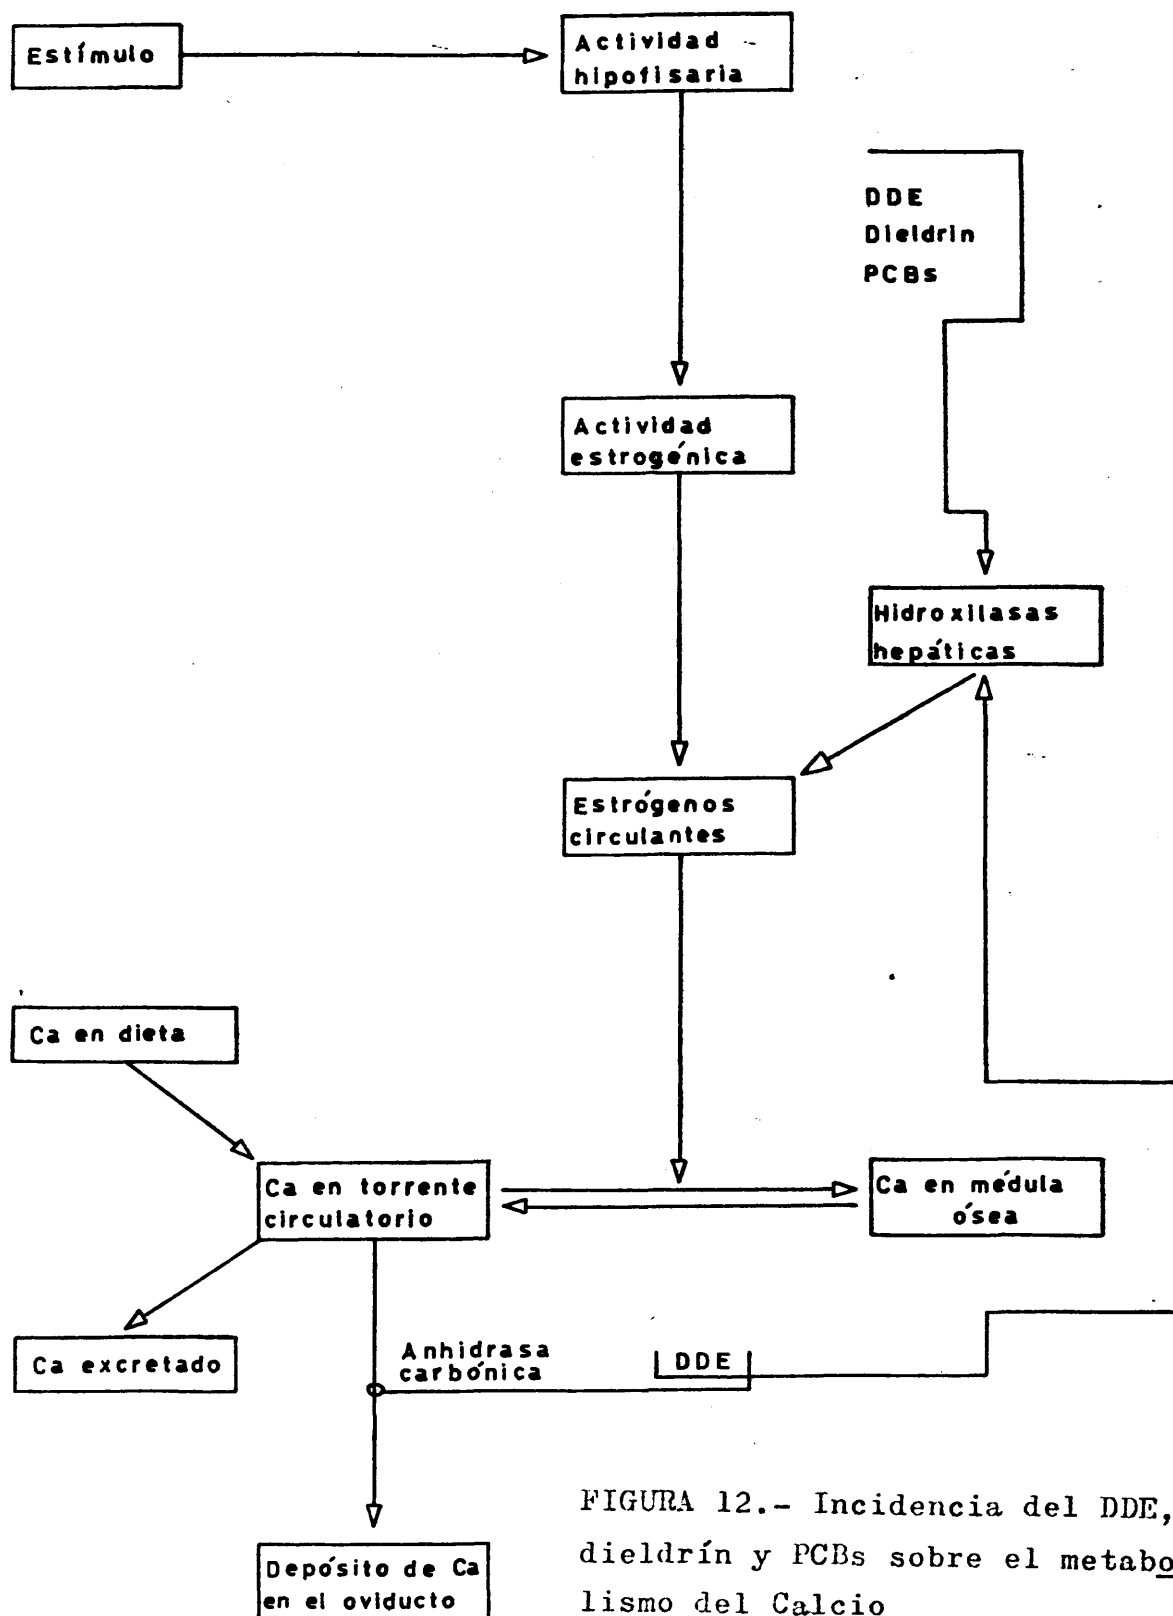 Estímulo
Actividad
hipofisaria
DDE
Dieldrin
PCBs
Actividad
estrogénica
Hidroxilasas
hepáticas
Estrógenos
circulantes
Ca en dieta
Ca en torrente
circulatorio
Ca en médula
ósea
Ca excretado
Anhidrasa
carbónica
DDE
Depósito de Ca
en el oviducto
FIGURA 12.- Incidencia del DDE,
dieldrín y PCBs sobre el metabo
lismo del Calcio